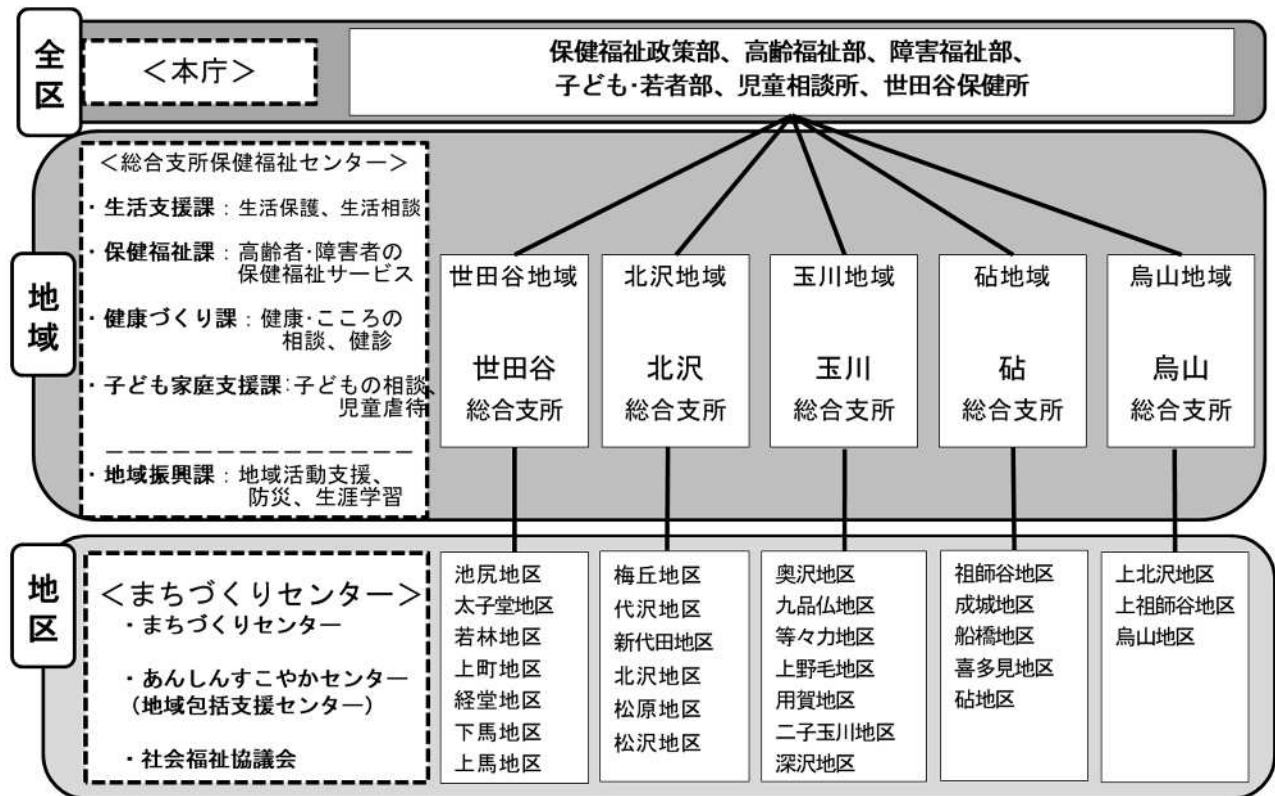 全区
＜本庁＞
保健福祉政策部、高齢福祉部、障害福祉部、
子ども・若者部、児童相談所、世田谷保健所
地域
＜総合支所保健福祉センター＞
・生活支援課：生活保護、生活相談
・保健福祉課：高齢者・障害者の
保健福祉サービス
・健康づくり課：健康・こころの
相談、健診
・子ども家庭支援課：子どもの相談、
児童虐待
・地域振興課：地域活動支援、
防災、生涯学習
世田谷地域
世田谷
総合支所
北沢地域
北沢
総合支所
玉川地域
玉川
総合支所
砧地域
砧
総合支所
烏山地域
烏山
総合支所
地区
＜まちづくりセンター＞
・まちづくりセンター
・あんしんすこやかセンター
（地域包括支援センター）
・社会福祉協議会
池尻地区
太子堂地区
若林地区
上町地区
経堂地区
下馬地区
上馬地区
梅丘地区
代沢地区
新代田地区
北沢地区
松原地区
松沢地区
奥沢地区
九品仏地区
等々力地区
上野毛地区
用賀地区
二子玉川地区
深沢地区
祖師谷地区
成城地区
船橋地区
喜多見地区
砧地区
上北沢地区
上祖師谷地区
烏山地区